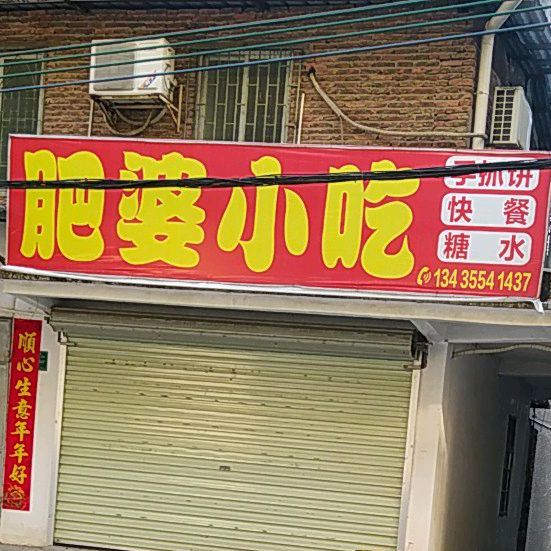 肥婆小吃
手抓饼
快餐
糖水
134 3554 1437
順心生意年年好